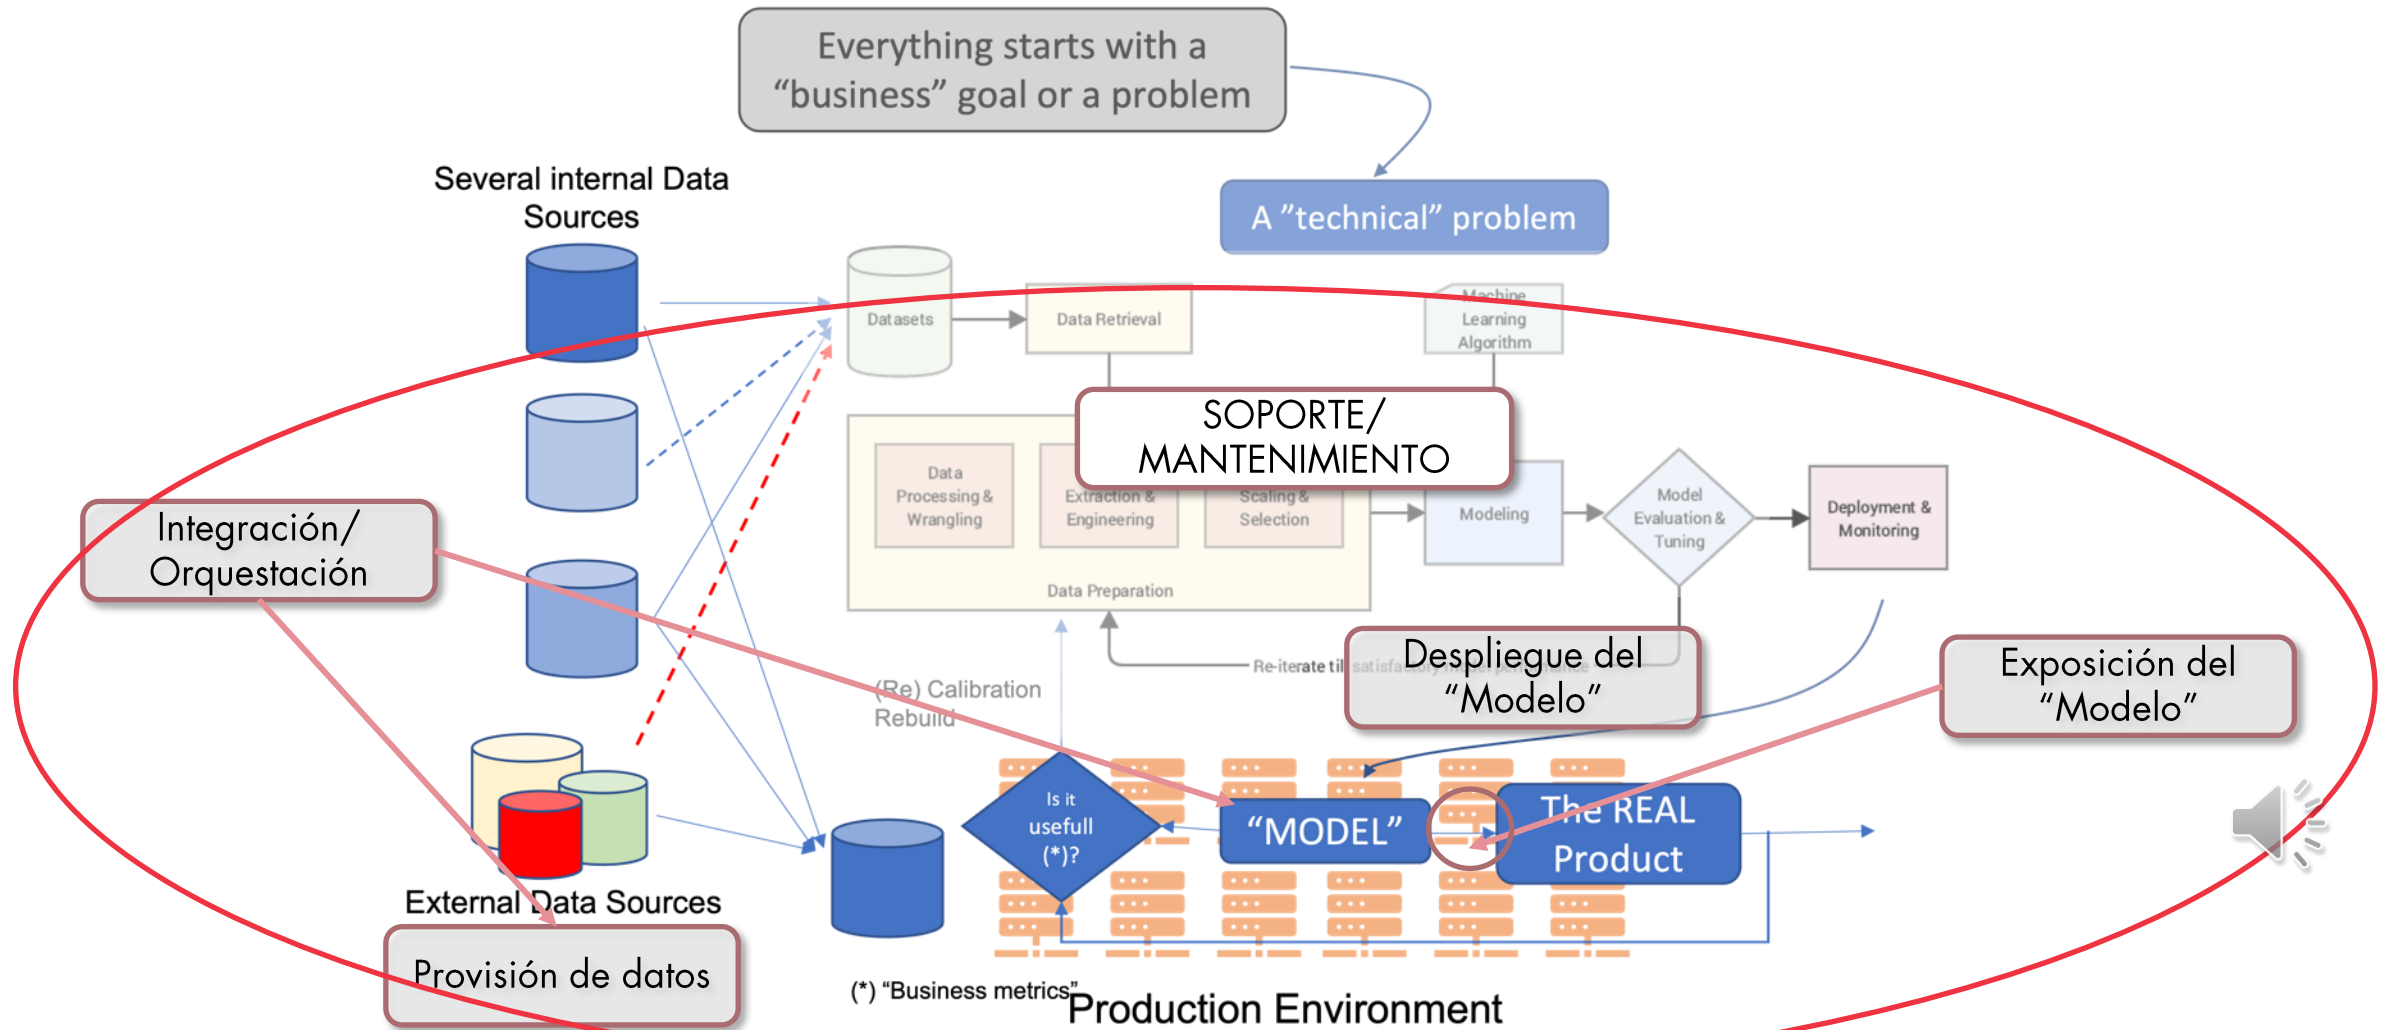 Everything starts with a
“business” goal or a problem
A ”technical” problem
Several internal Data
Sources
Datasets
Data Retrieval
Machine
Learning
Algorithm
SOPORTE/
MANTENIMIENTO
Data
Processing &
Wrangling
Extraction &
Engineering
Scaling &
Selection
Modeling
Model
Evaluation &
Tuning
Deployment &
Monitoring
Data Preparation
Integración/
Orquestación
Re-iterate til satisfactory
Despliegue del
“Modelo”
Exposición del
“Modelo”
(Re) Calibration
Rebuild
Is it
usefull
(*)?
“MODEL”
The REAL
Product
External Data Sources
Provisión de datos
(*) “Business metrics”
Production Environment